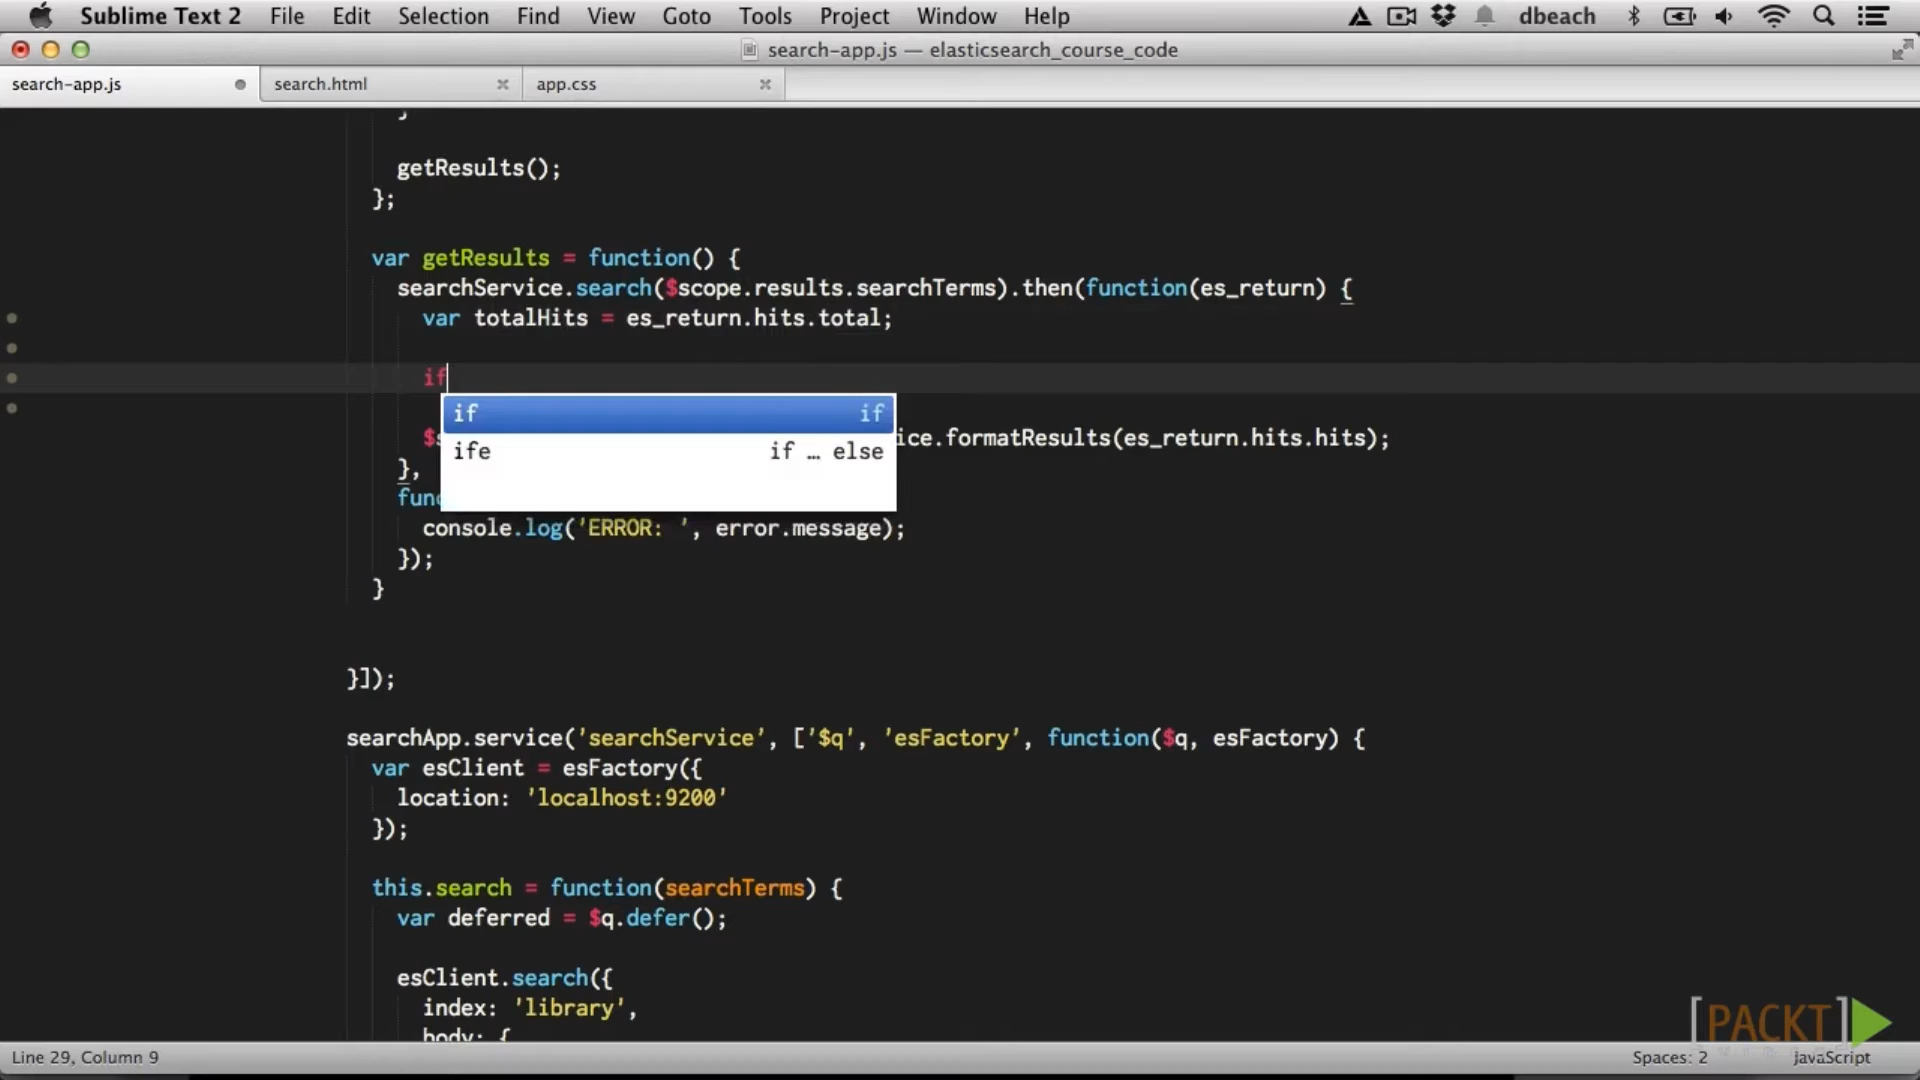 Sublime Text 2 File Edit Selection Find View Goto Tools Project Window Help dbeach
search-app.js — elasticsearch_course_code
search-app.js search.html app.css
}
getResults();
};
var getResults = function() {
searchService.search($scope.results.searchTerms).then(function(es_return) {
var totalHits = es_return.hits.total;
if
if if
ife if … else
ice.formatResults(es_return.hits.hits);
},
func
console.log('ERROR: ', error.message);
});
}
}]);
searchApp.service('searchService', ['$q', 'esFactory', function($q, esFactory) {
var esClient = esFactory({
location: 'localhost:9200'
});
this.search = function(searchTerms) {
var deferred = $q.defer();
esClient.search({
index: 'library',
body: {
[PACKT]
Line 29, Column 9 Spaces: 2 JavaScript